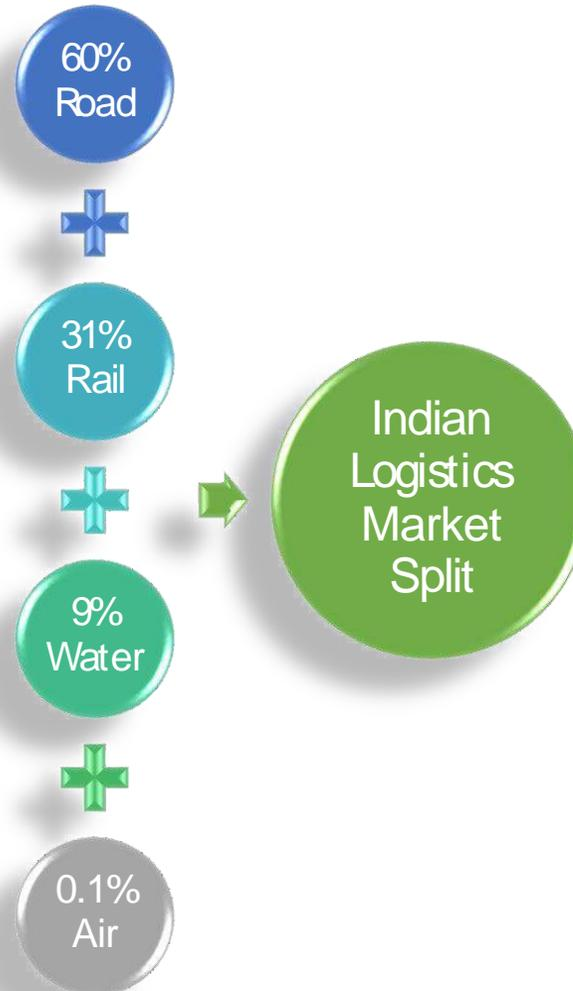 60%
Road
31%
Rail
9%
Water
0.1%
Air
Indian
Logistics
Market
Split